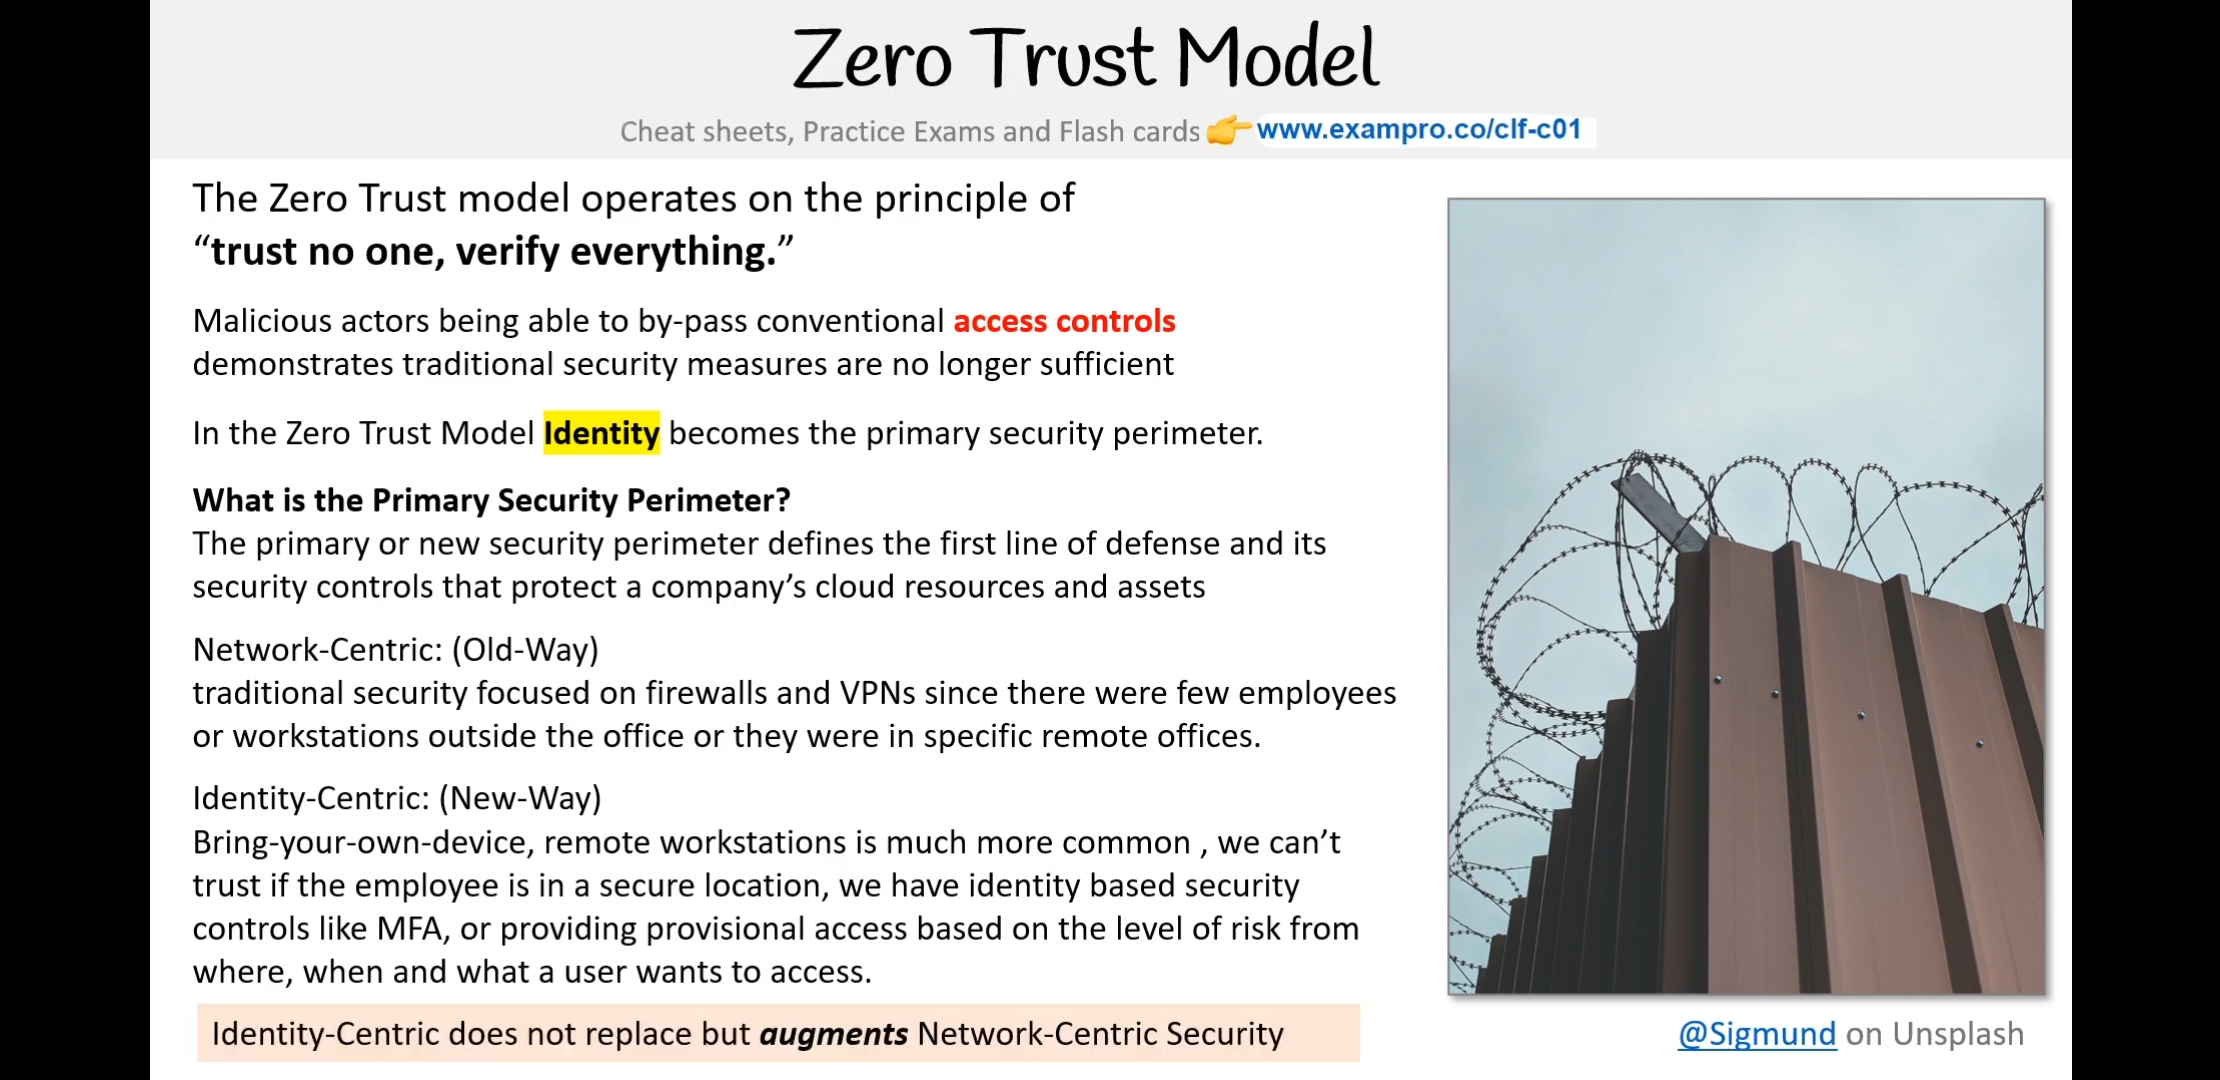 Zero Trust Model
Cheat sheets, Practice Exams and Flash cards 👉 www.exampro.co/clf-c01
The Zero Trust model operates on the principle of
“trust no one, verify everything.”
Malicious actors being able to by-pass conventional access controls
demonstrates traditional security measures are no longer sufficient
In the Zero Trust Model Identity becomes the primary security perimeter.
What is the Primary Security Perimeter?
The primary or new security perimeter defines the first line of defense and its
security controls that protect a company’s cloud resources and assets
Network-Centric: (Old-Way)
traditional security focused on firewalls and VPNs since there were few employees
or workstations outside the office or they were in specific remote offices.
Identity-Centric: (New-Way)
Bring-your-own-device, remote workstations is much more common , we can’t
trust if the employee is in a secure location, we have identity based security
controls like MFA, or providing provisional access based on the level of risk from
where, when and what a user wants to access.
Identity-Centric does not replace but augments Network-Centric Security
@Sigmund on Unsplash